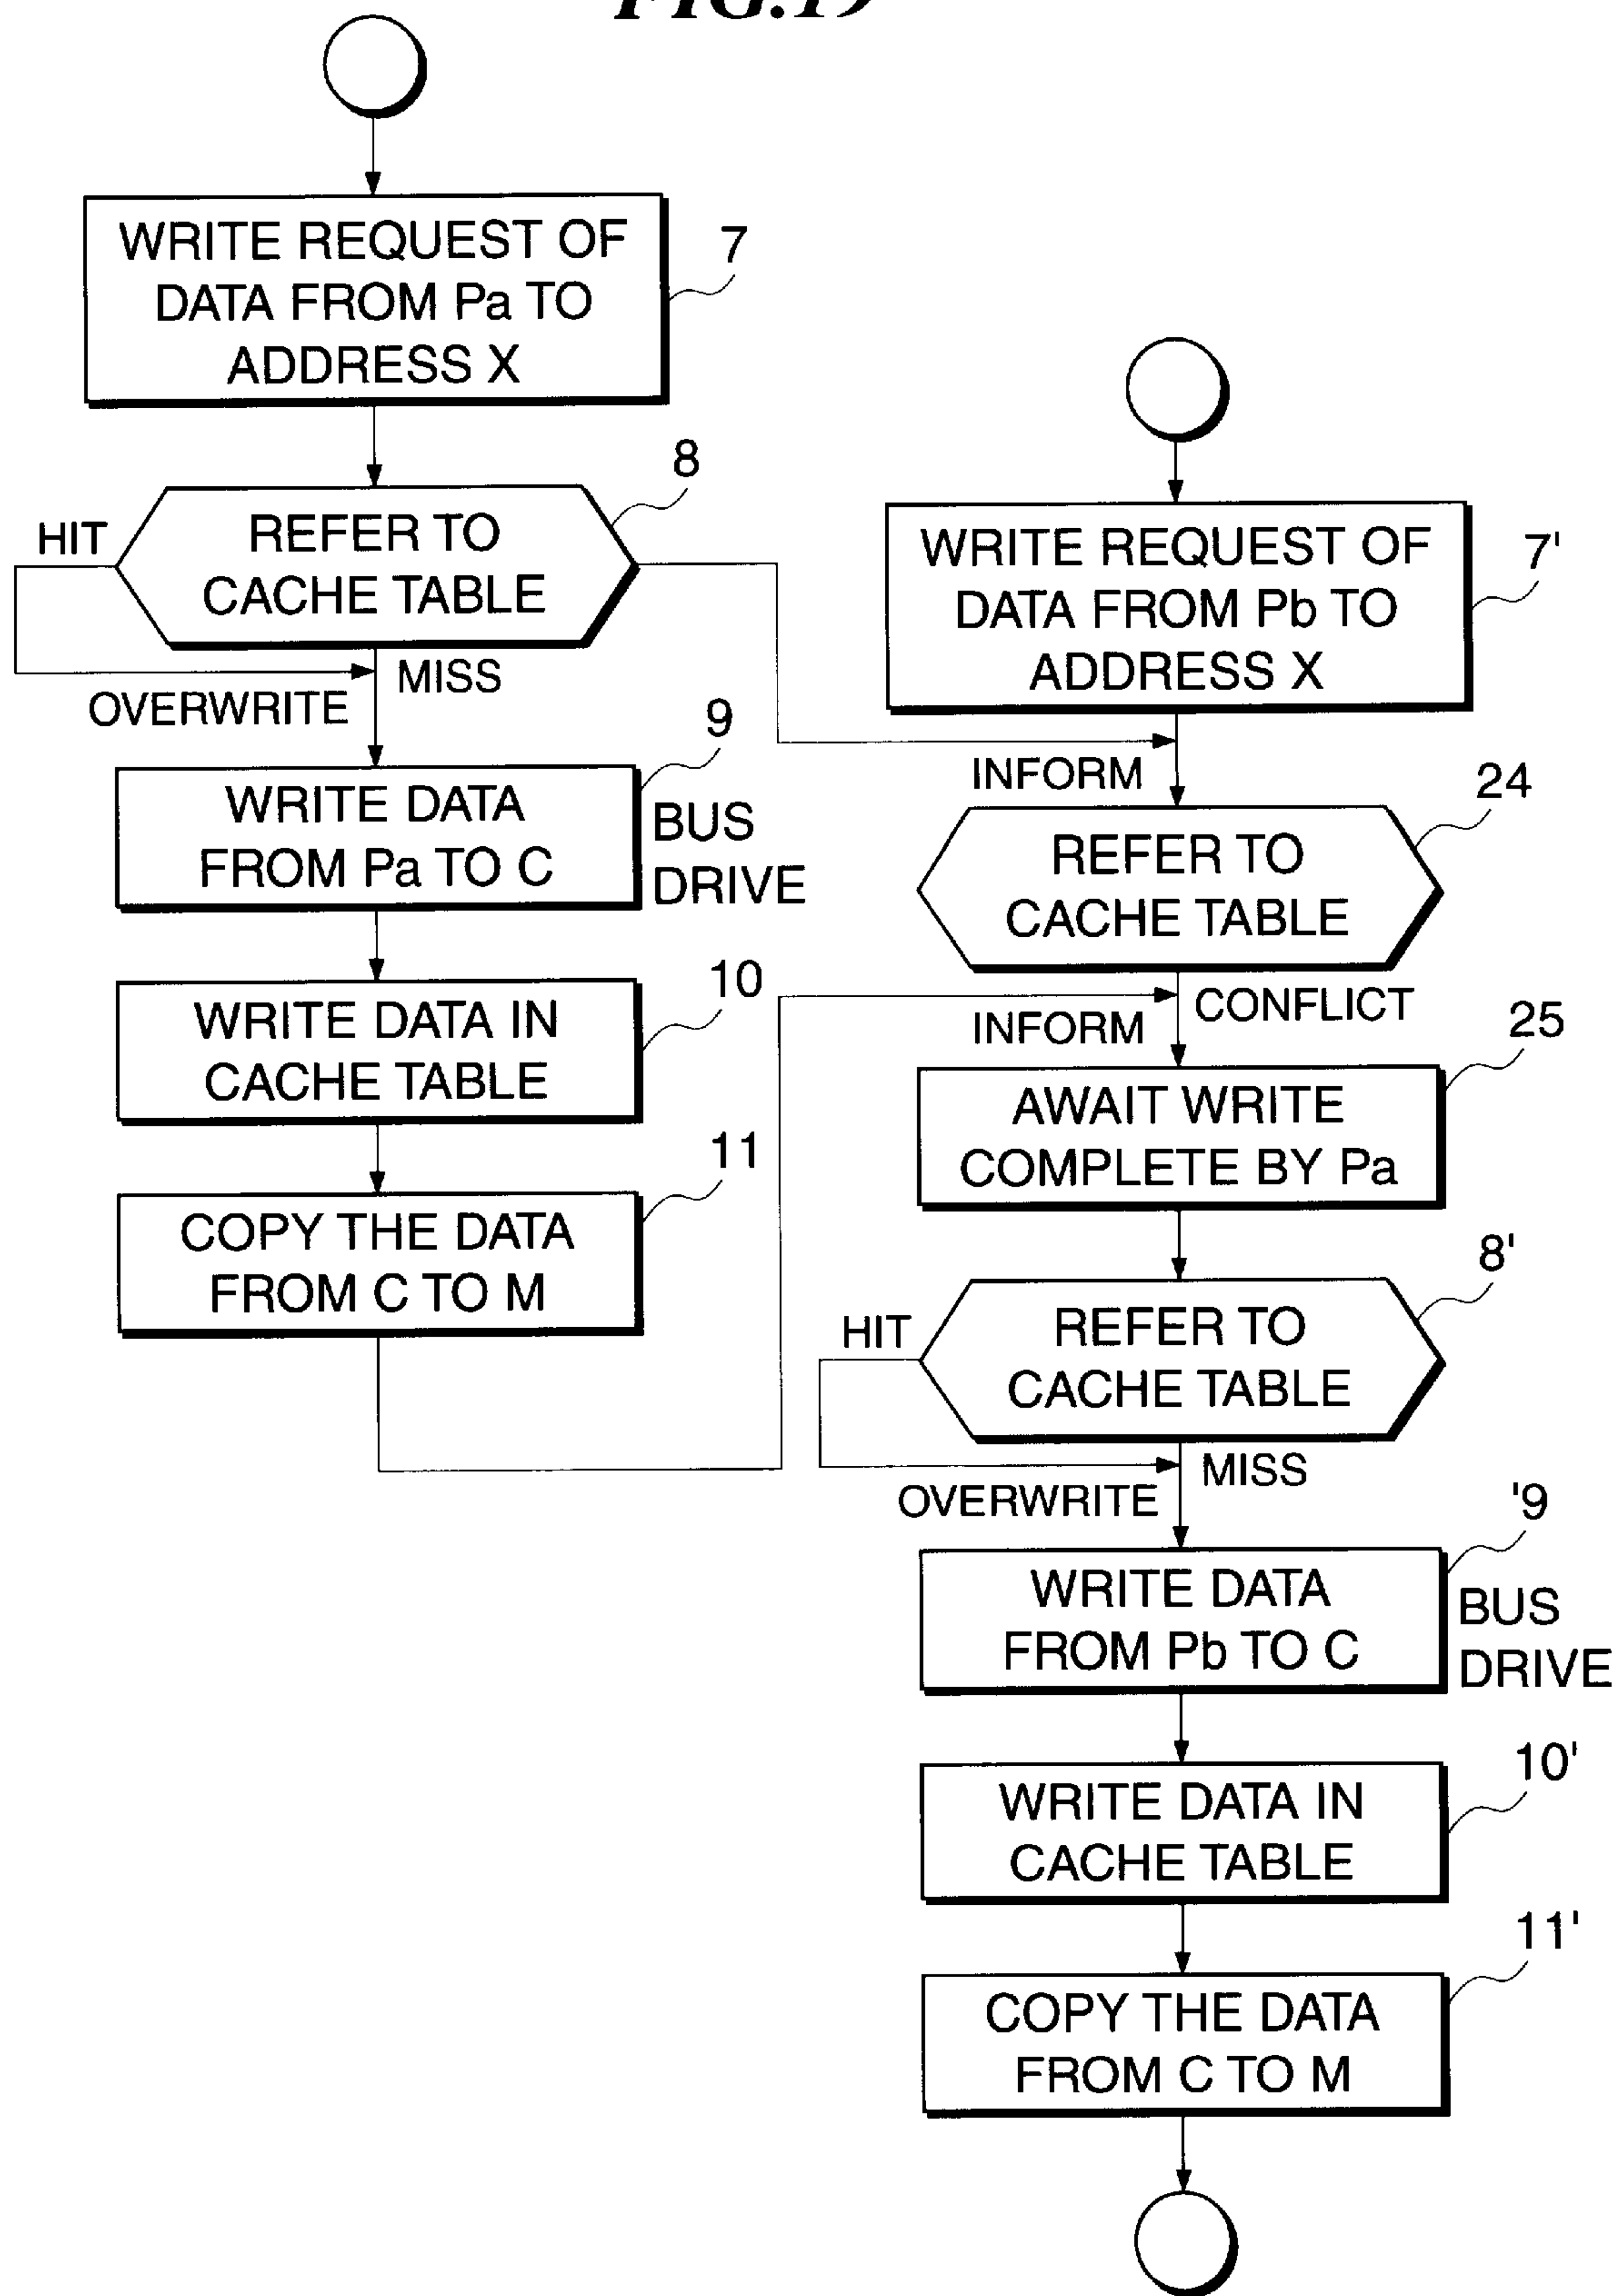 FIG.19
WRITE REQUEST OF
DATA FROM Pa TO
ADDRESS X
7
8
HIT
REFER TO
CACHE TABLE
MISS
OVERWRITE
9
WRITE DATA
FROM Pa TO C
BUS
DRIVE
10
WRITE DATA IN
CACHE TABLE
11
COPY THE DATA
FROM C TO M
WRITE REQUEST OF
DATA FROM Pb TO
ADDRESS X
7'
INFORM
24
REFER TO
CACHE TABLE
CONFLICT
INFORM
25
AWAIT WRITE
COMPLETE BY Pa
8'
HIT
REFER TO
CACHE TABLE
MISS
OVERWRITE
'9
WRITE DATA
FROM Pb TO C
BUS
DRIVE
10'
WRITE DATA IN
CACHE TABLE
11'
COPY THE DATA
FROM C TO M